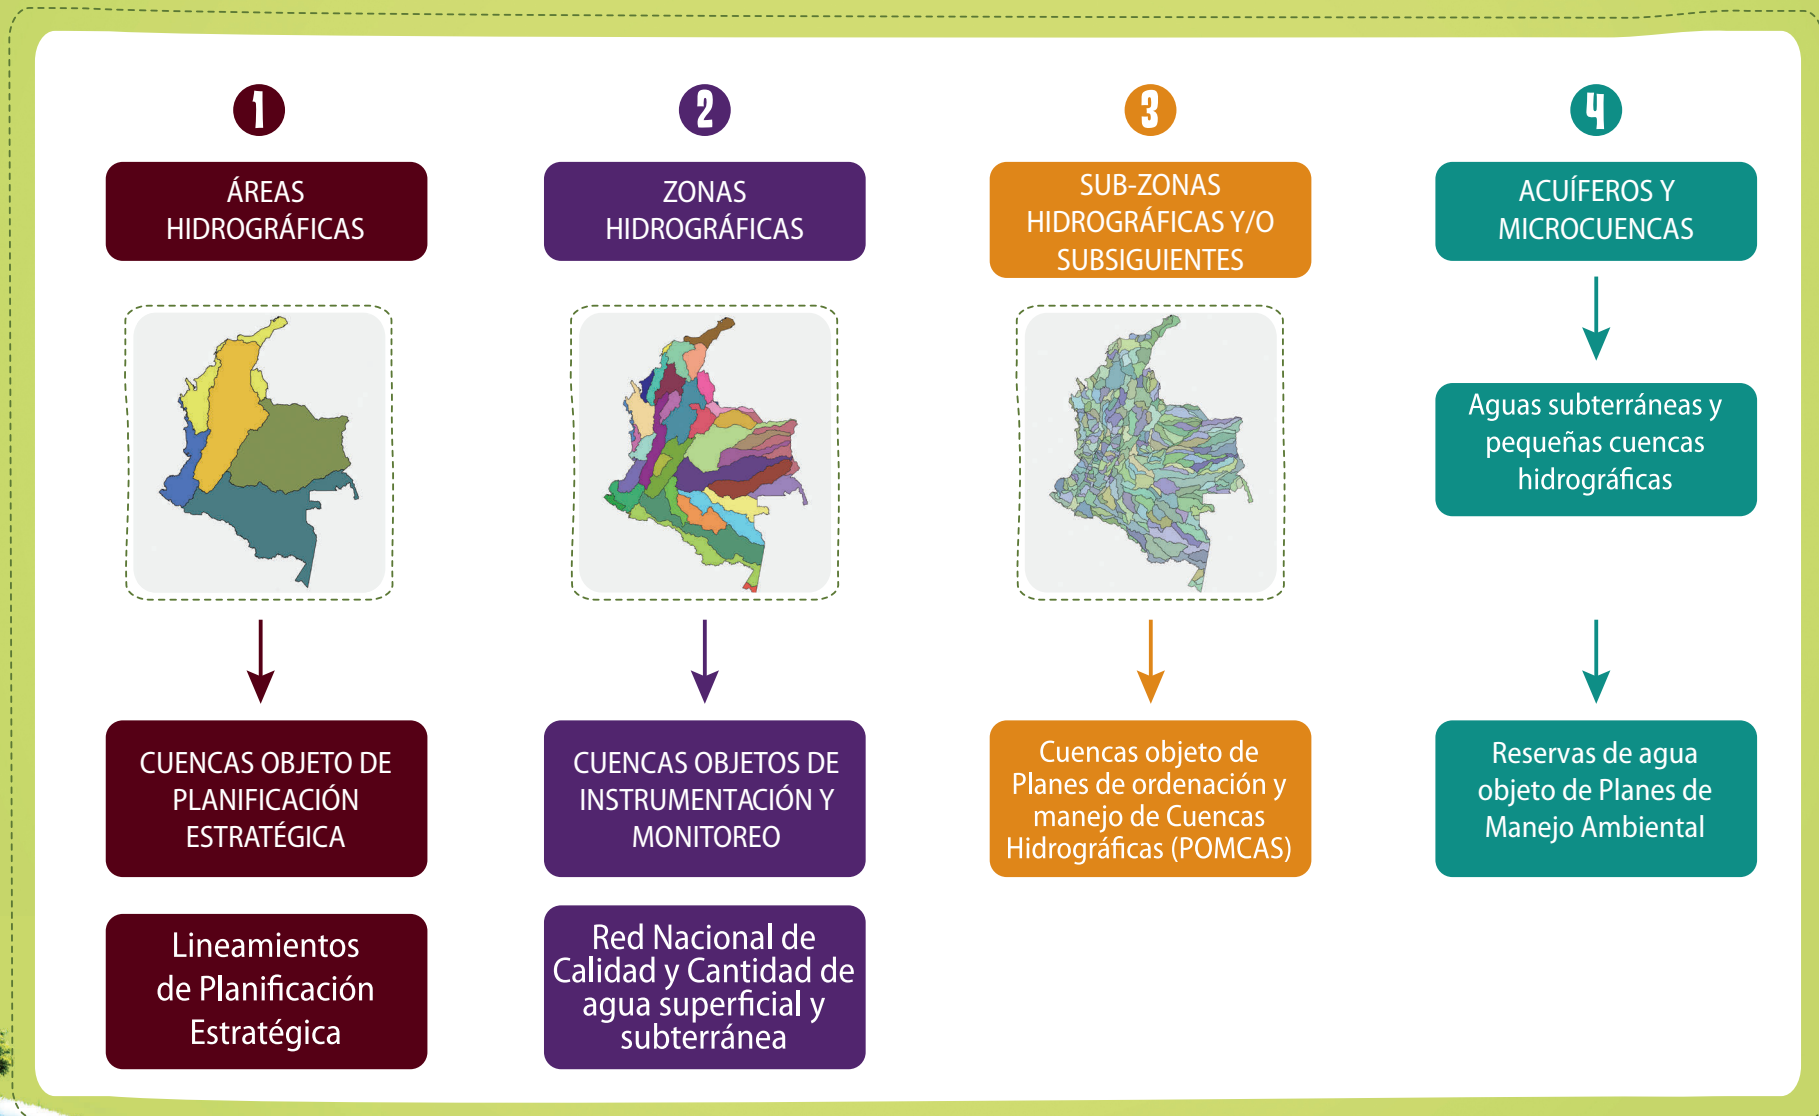 1
ÁREAS
HIDROGRÁFICAS
CUENCAS OBJETO DE
PLANIFICACIÓN
ESTRATÉGICA
Lineamientos
de Planificación
Estratégica
2
ZONAS
HIDROGRÁFICAS
CUENCAS OBJETOS DE
INSTRUMENTACIÓN Y
MONITOREO
Red Nacional de
Calidad y Cantidad de
agua superficial y
subterránea
3
SUB-ZONAS
HIDROGRÁFICAS Y/O
SUBSIGUIENTES
Cuencas objeto de
Planes de ordenación y
manejo de Cuencas
Hidrográficas (POMCAS)
4
ACUÍFEROS Y
MICROCUENCAS
Aguas subterráneas y
pequeñas cuencas
hidrográficas
Reservas de agua
objeto de Planes de
Manejo Ambiental